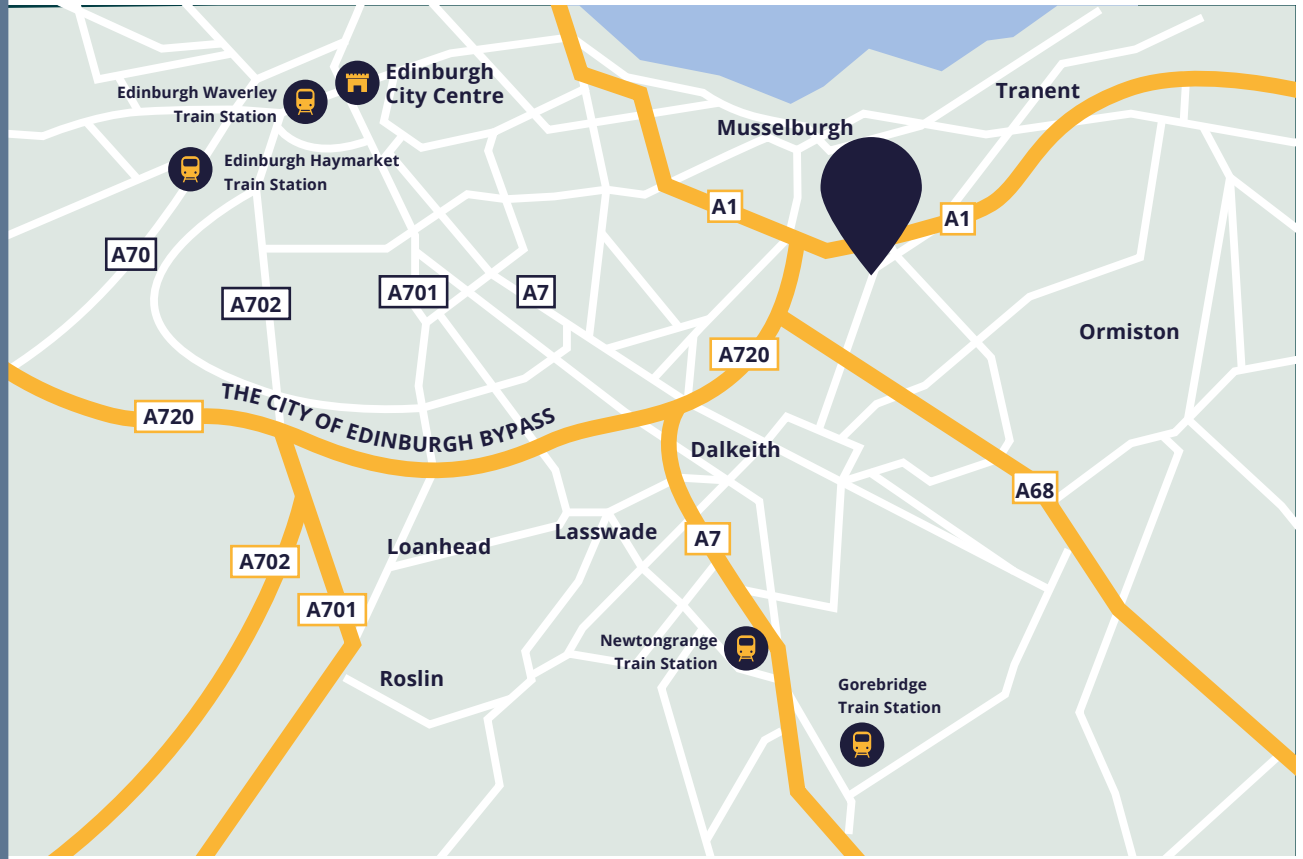 Edinburgh
City Centre
Edinburgh Waverley
Train Station
Tranent
Musselburgh
Edinburgh Haymarket
Train Station
A1
A1
A70
A702
A701
A7
Ormiston
A720
THE CITY OF EDINBURGH BYPASS
A720
Dalkeith
A68
Lasswade
A7
Loanhead
A702
A701
Newtongrange
Train Station
Roslin
Gorebridge
Train Station